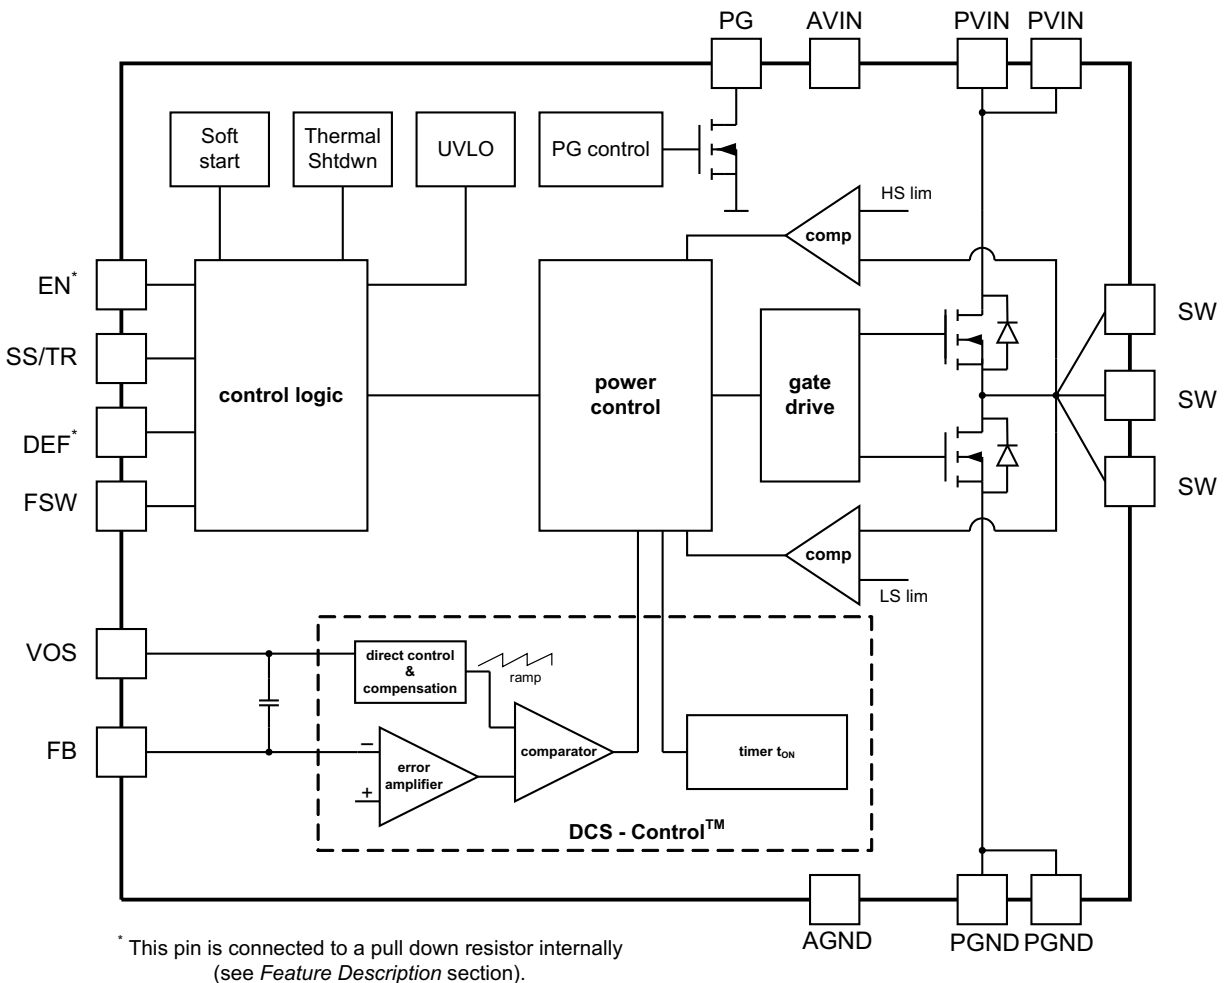 PG
AVIN
PVIN
PVIN
Soft
start
Thermal
Shtdwn
UVLO
PG control
HS lim
comp
EN*
SS/TR
DEF*
FSW
control logic
power
control
gate
drive
SW
SW
SW
comp
LS lim
VOS
FB
direct control
&
compensation
ramp
comparator
error
amplifier
−
+
timer tON
DCS - Control™
AGND
PGND
PGND
* This pin is connected to a pull down resistor internally
(see Feature Description section).